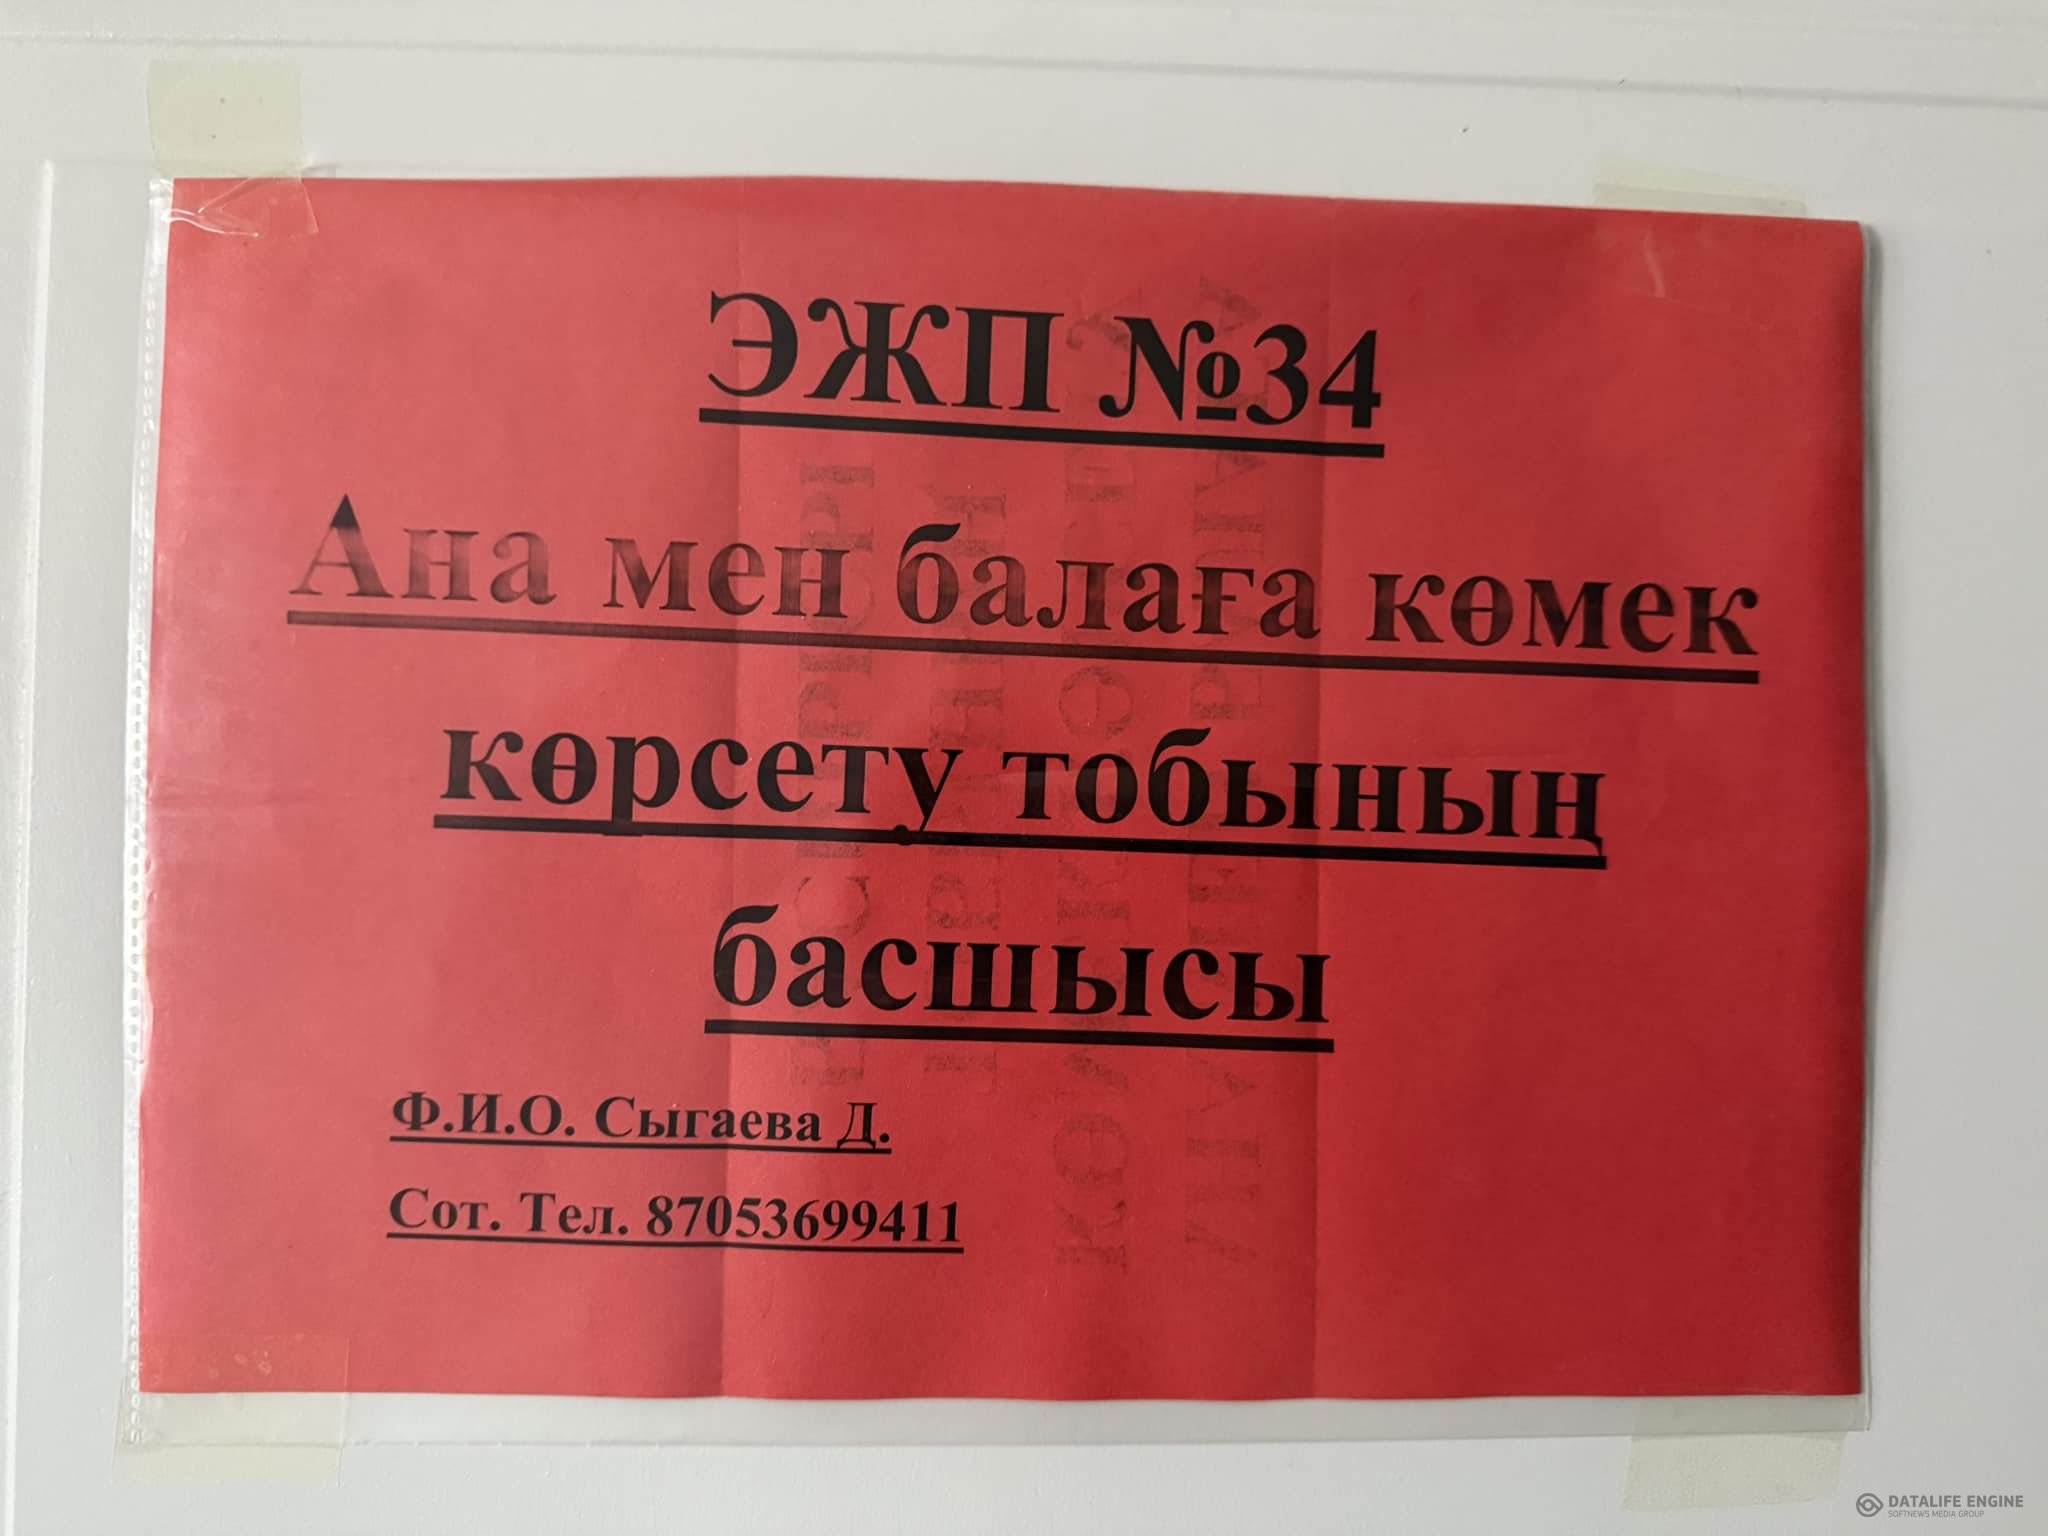 ЭЖП №34
Ана мен балаға көмек
көрсету тобының
басшысы
Ф.И.О. Сыгаева Д.
Сот. Тел. 87053699411
DATALIFE ENGINE
SOFTNEWS MEDIA GROUP